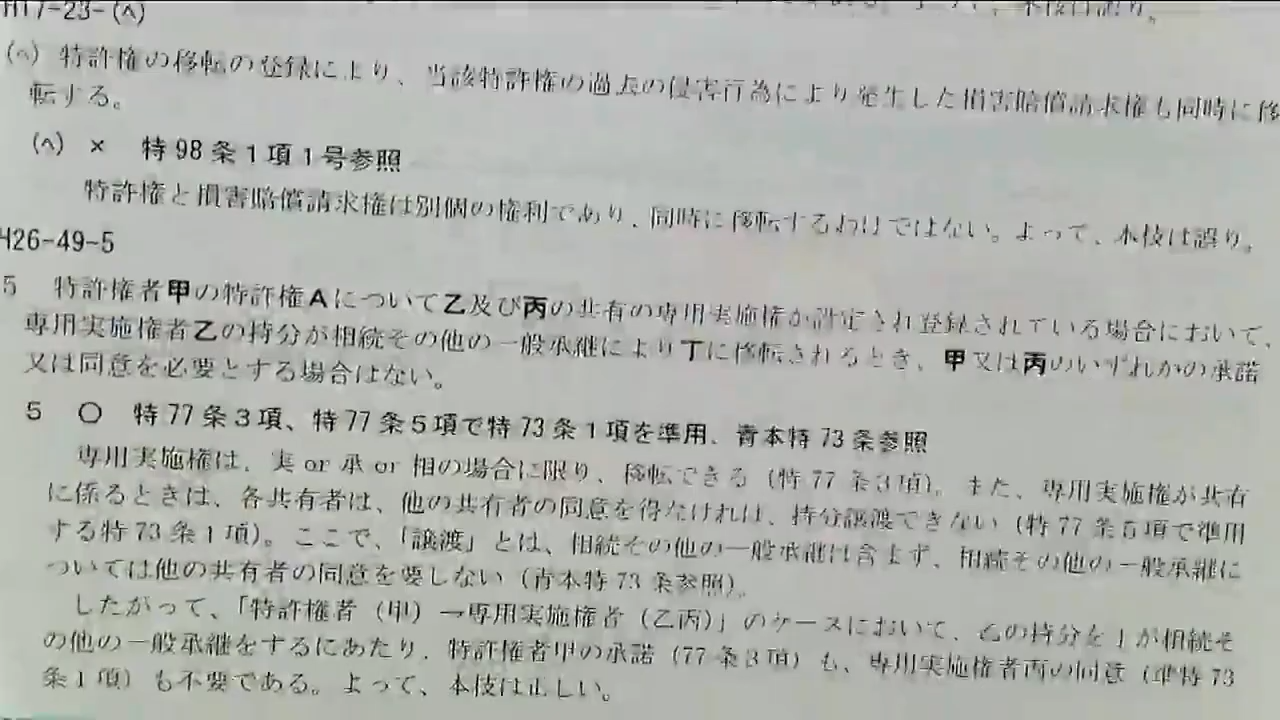 H17-23-(ヘ)
(ヘ) 特許権の移転の登録により、当該特許権の過去の侵害行為により発生した損害賠償請求権も同時に移
転する。
(ヘ) × 特98条1項1号参照
特許権と損害賠償請求権は別個の権利であり、同時に移転するわけではない。よって、本枝は誤り。
H26-49-5
5 特許権者甲の特許権Aについて乙及び丙の共有の専用実施権が設定され登録されている場合において、
専用実施権者乙の持分が相続その他の一般承継により丁に移転されるとき、甲又は丙のいずれかの承諾
又は同意を必要とする場合はない。
5 ○ 特77条3項、特77条5項で特73条1項を準用、青本特73条参照
専用実施権は、実or承or相の場合に限り、移転できる(特77条3項)。また、専用実施権が共有
に係るときは、各共有者は、他の共有者の同意を得なければ、持分譲渡できない(特77条5項で準用
する特73条1項)。ここで、「譲渡」とは、相続その他の一般承継は含まず、相続その他の一般承継に
ついては他の共有者の同意を要しない(青本特73条参照)。
したがって、「特許権者(甲)→専用実施権者(乙丙)」のケースにおいて、乙の持分を丁が相続そ
の他の一般承継をするにあたり、特許権者甲の承諾(77条3項)も、専用実施権者丙の同意(準特73
条1項)も不要である。よって、本枝は正しい。